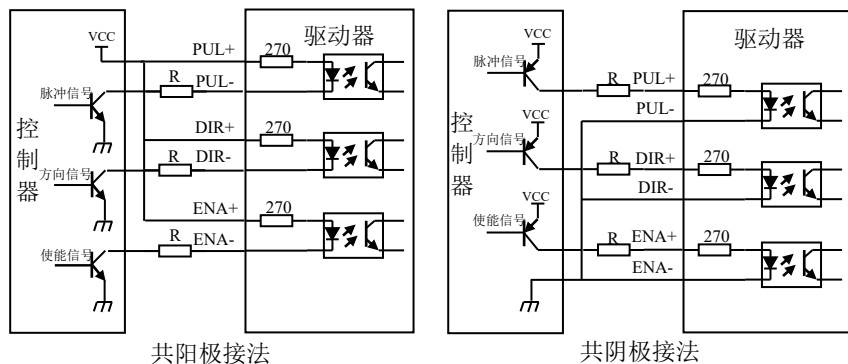 VCC
PUL+
270
驱动器
R
PUL-
脉冲信号
DIR+
270
控制器
R
DIR-
方向信号
ENA+
270
R
ENA-
使能信号
共阳极接法
VCC
驱动器
脉冲信号
R
PUL+
270
PUL-
VCC
控制器
方向信号
R
DIR+
270
DIR-
VCC
使能信号
R
ENA+
270
ENA-
共阴极接法